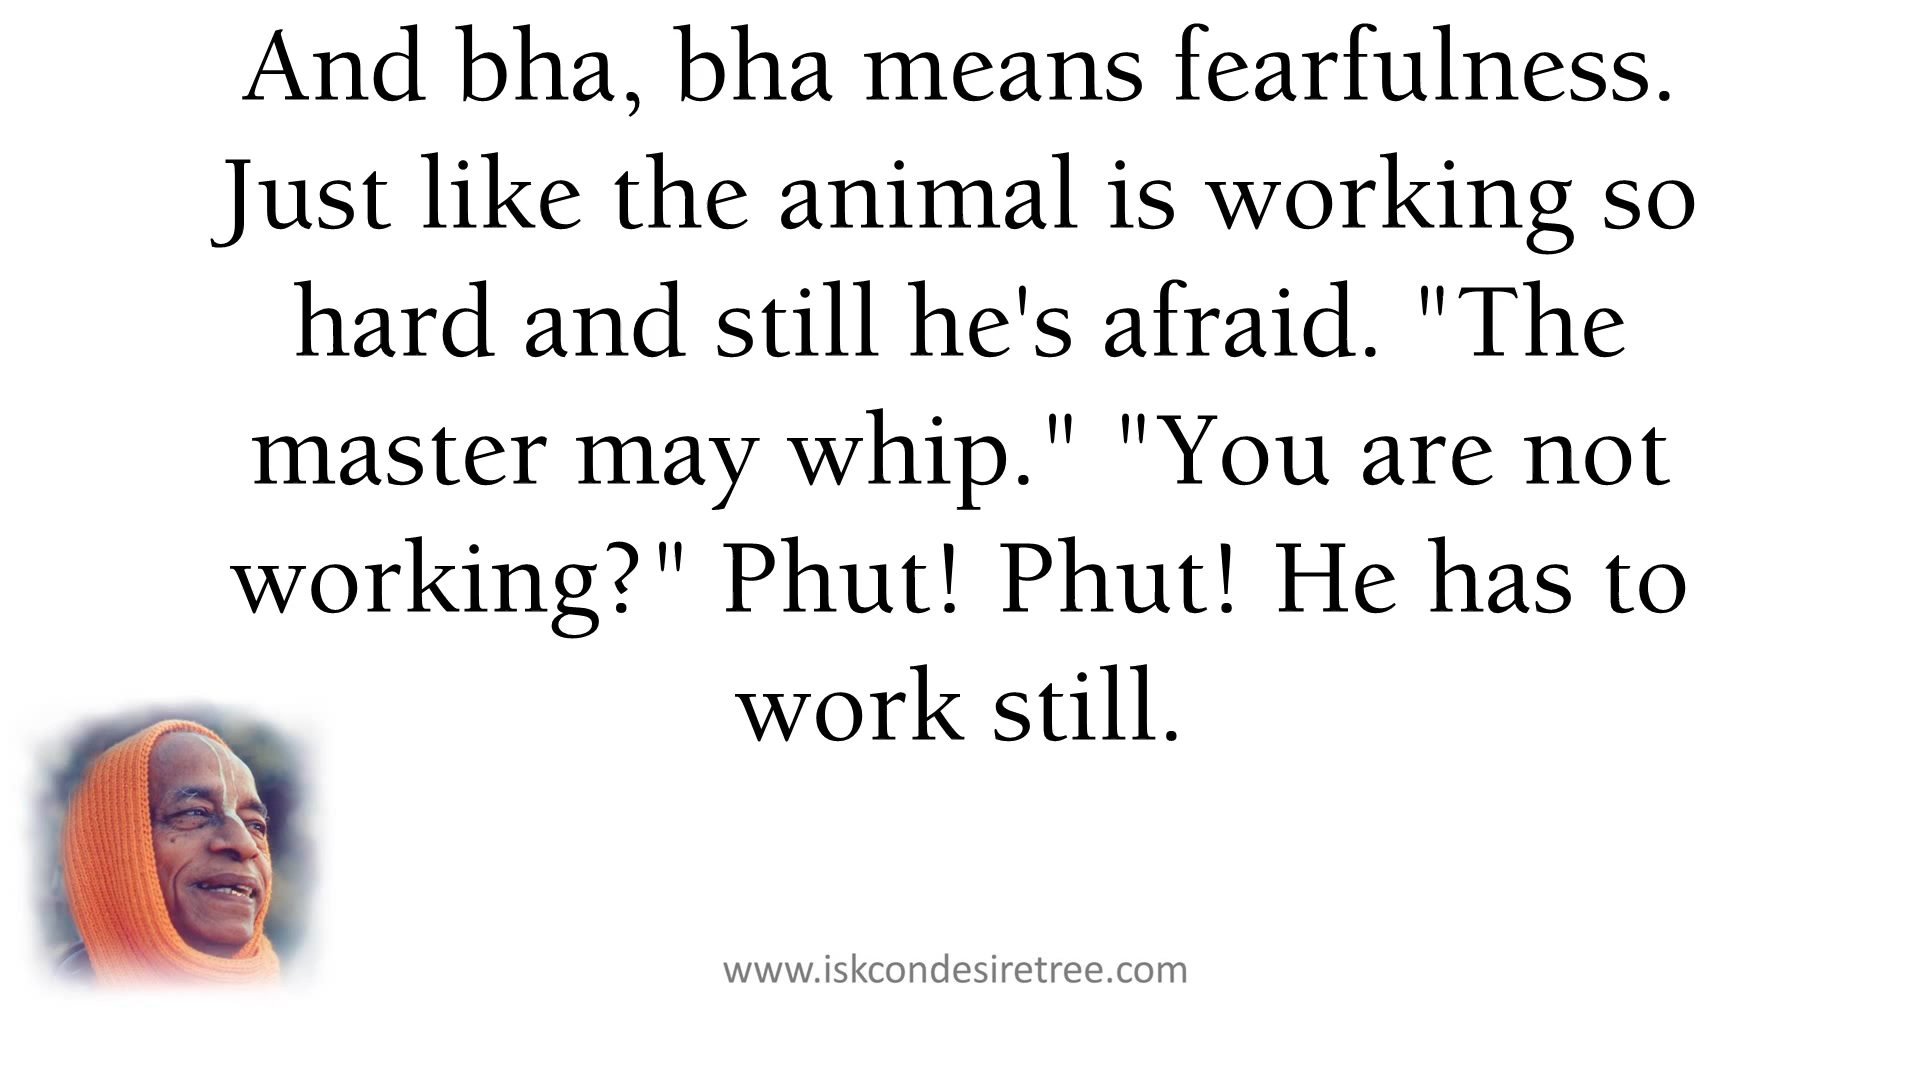 And bha, bha means fearfulness.
Just like the animal is working so
hard and still he's afraid. "The
master may whip." "You are not
working?" Phut! Phut! He has to
work still.
www.iskcondesiretree.com